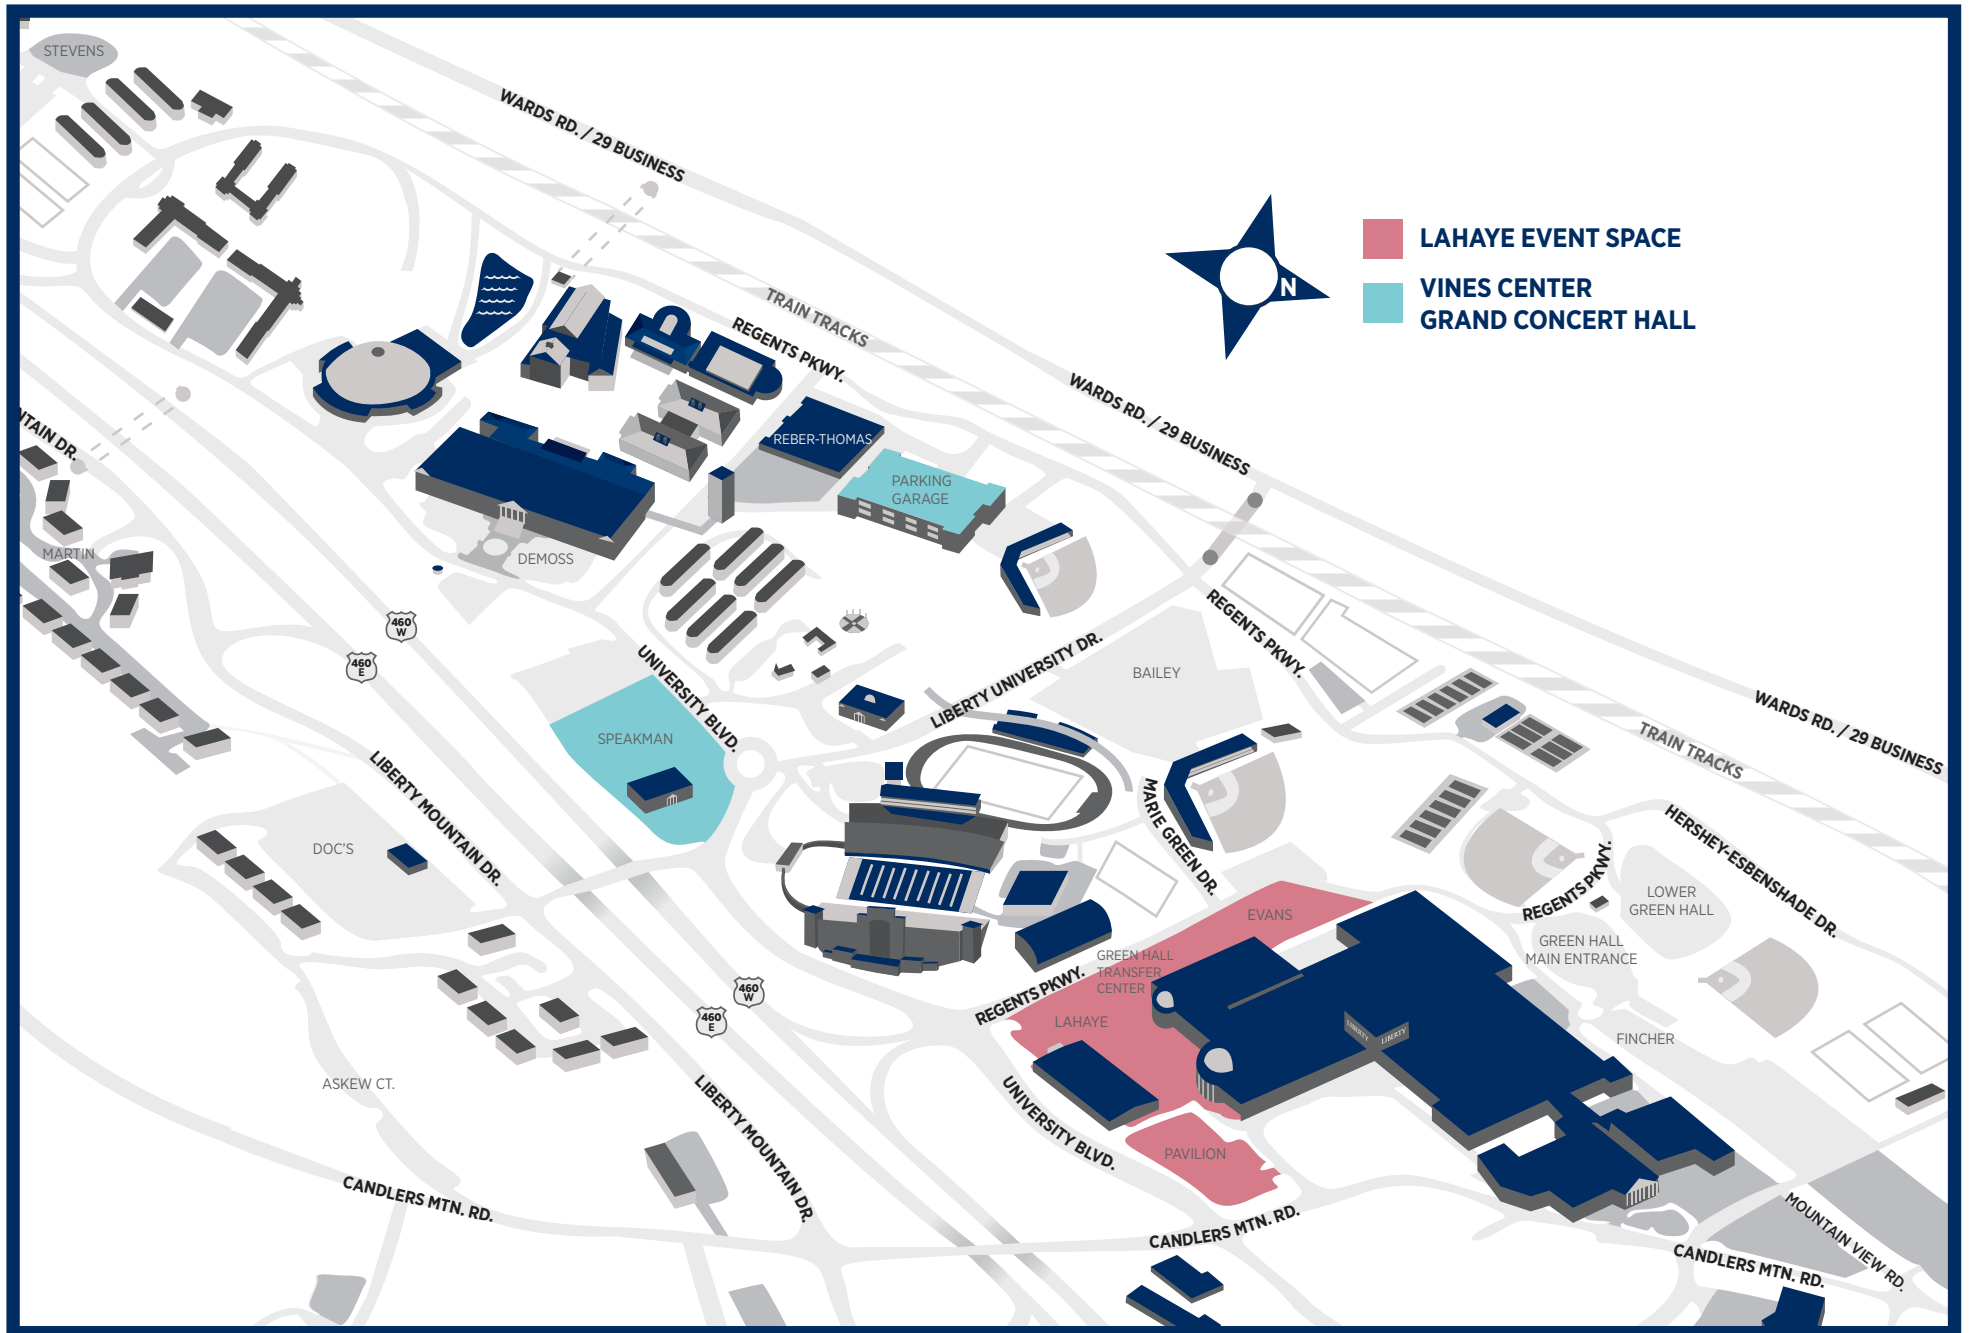 STEVENS
WARDS RD. / 29 BUSINESS
N
LAHAYE EVENT SPACE
VINES CENTER
GRAND CONCERT HALL
TRAIN TRACKS
REGENTS PKWY.
WARDS RD. / 29 BUSINESS
NTAIN DR.
REBER-THOMAS
PARKING
GARAGE
MARTIN
DEMOSS
460
W
460
E
REGENTS PKWY.
UNIVERSITY BLVD.
LIBERTY UNIVERSITY DR.
BAILEY
WARDS RD. / 29 BUSINESS
TRAIN TRACKS
SPEAKMAN
LIBERTY MOUNTAIN DR.
MARIE GREEN DR.
HERSHEY-ESBENSHADE DR.
DOC'S
REGENTS PKWY.
LOWER
GREEN HALL
EVANS
GREEN HALL
MAIN ENTRANCE
GREEN HALL
TRANSFER
CENTER
REGENTS PKWY.
460
W
460
E
LAHAYE
LIBERTY
LIBERTY
FINCHER
ASKEW CT.
LIBERTY MOUNTAIN DR.
UNIVERSITY BLVD.
PAVILION
CANDLERS MTN. RD.
CANDLERS MTN. RD.
MOUNTAIN VIEW RD.
CANDLERS MTN. RD.